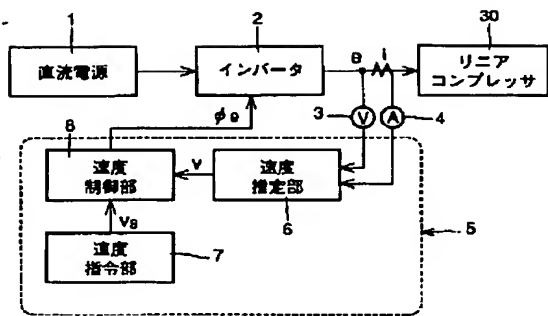 1
2
30
直流電源
インバータ
リニア
コンプレッサ
e
i
V
A
3
4
φe
8
速度
制御部
v
速度
推定部
6
5
ve
速度
指令部
7